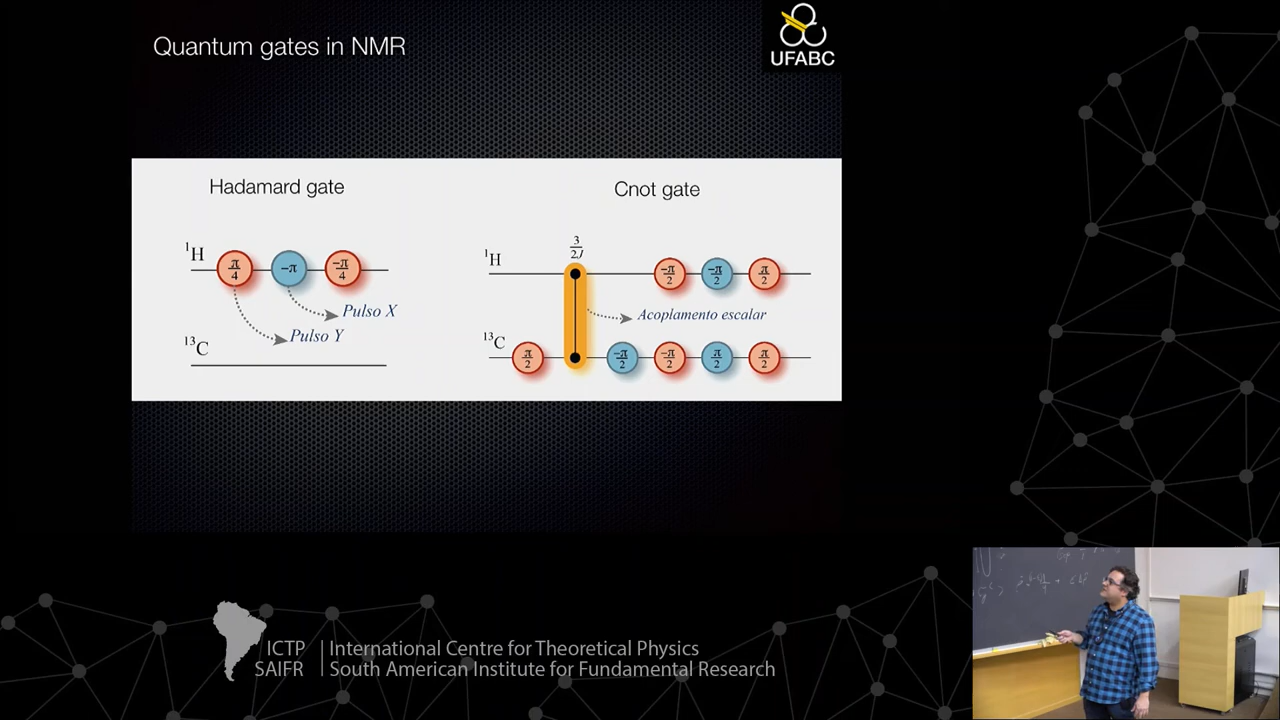 Quantum gates in NMR
UFABC
Hadamard gate
¹H
π/4
-π
-π/4
Pulso X
Pulso Y
¹³C
Cnot gate
3/2J
¹H
-π/2
-π/2
π/2
Acoplamento escalar
¹³C
π/2
-π/2
-π/2
π/2
π/2
ICTP
SAIFR
International Centre for Theoretical Physics
South American Institute for Fundamental Research